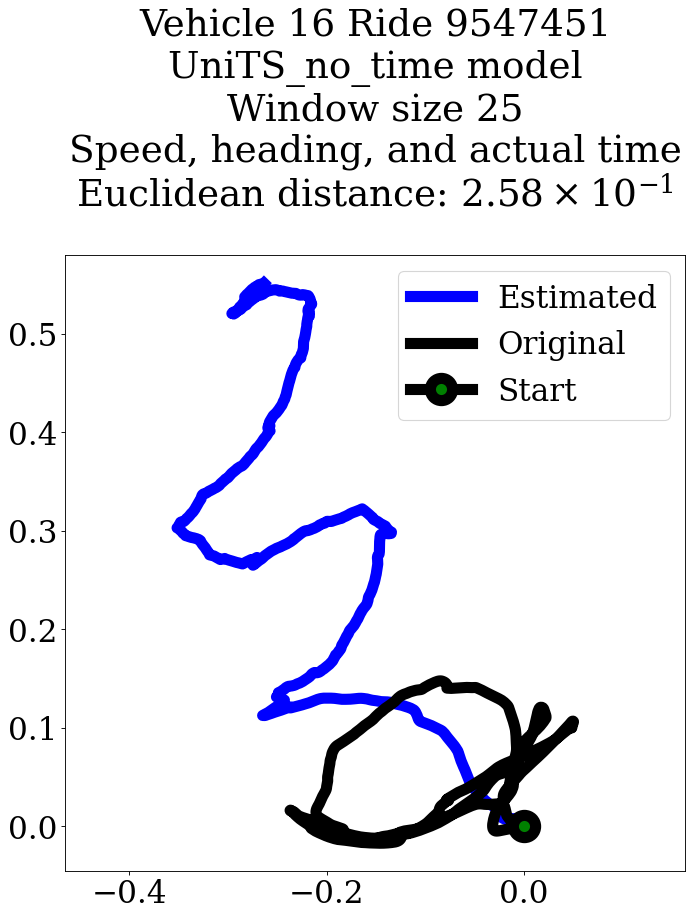 Vehicle 16 Ride 9547451
UniTS_no_time model
Window size 25
Speed, heading, and actual time
Euclidean distance: 2.58 × 10⁻¹
Estimated
Original
Start
0.5
0.4
0.3
0.2
0.1
0.0
−0.4
−0.2
0.0